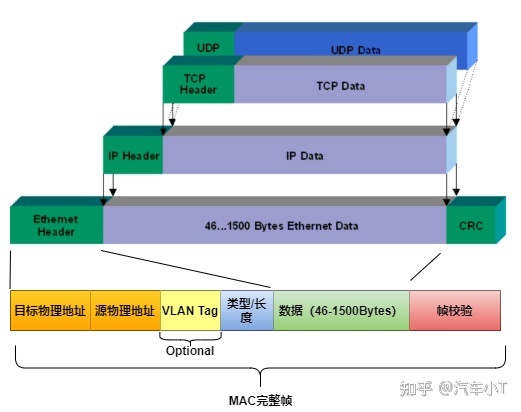 UDP
UDP Data
TCP
Header
TCP Data
IP Header
IP Data
Ethernet
Header
46...1500 Bytes Ethernet Data
CRC
目标物理地址
源物理地址
VLAN Tag
类型/长
度
数据（46-1500Bytes）
帧校验
Optional
MAC完整帧
知乎 @汽车小T